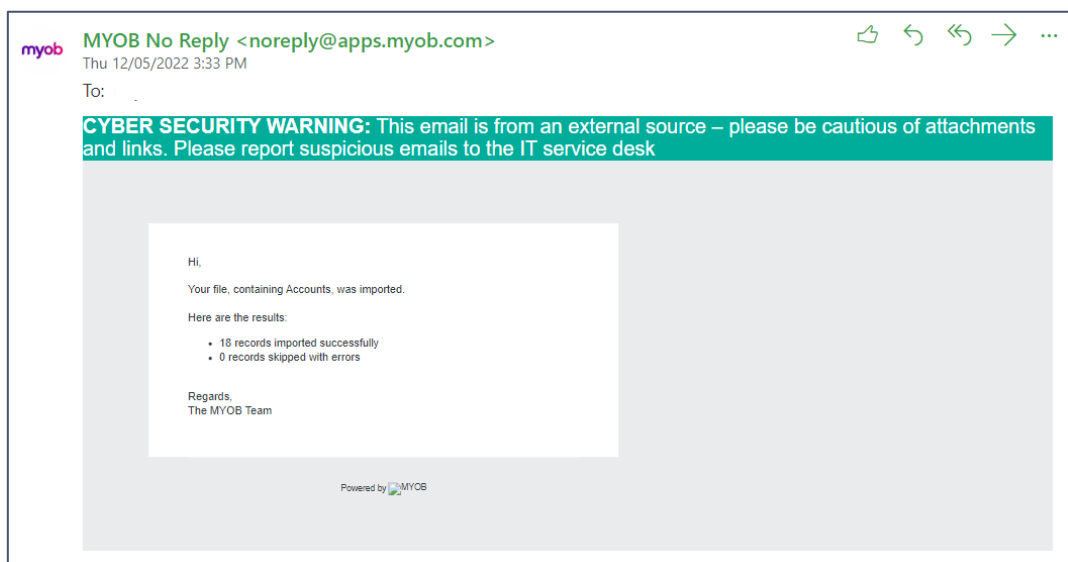 myob
MYOB No Reply <noreply@apps.myob.com>
Thu 12/05/2022 3:33 PM
To:
CYBER SECURITY WARNING: This email is from an external source – please be cautious of attachments
and links. Please report suspicious emails to the IT service desk
Hi,
Your file, containing Accounts, was imported.
Here are the results:
• 18 records imported successfully
• 0 records skipped with errors
Regards,
The MYOB Team
Powered by MYOB